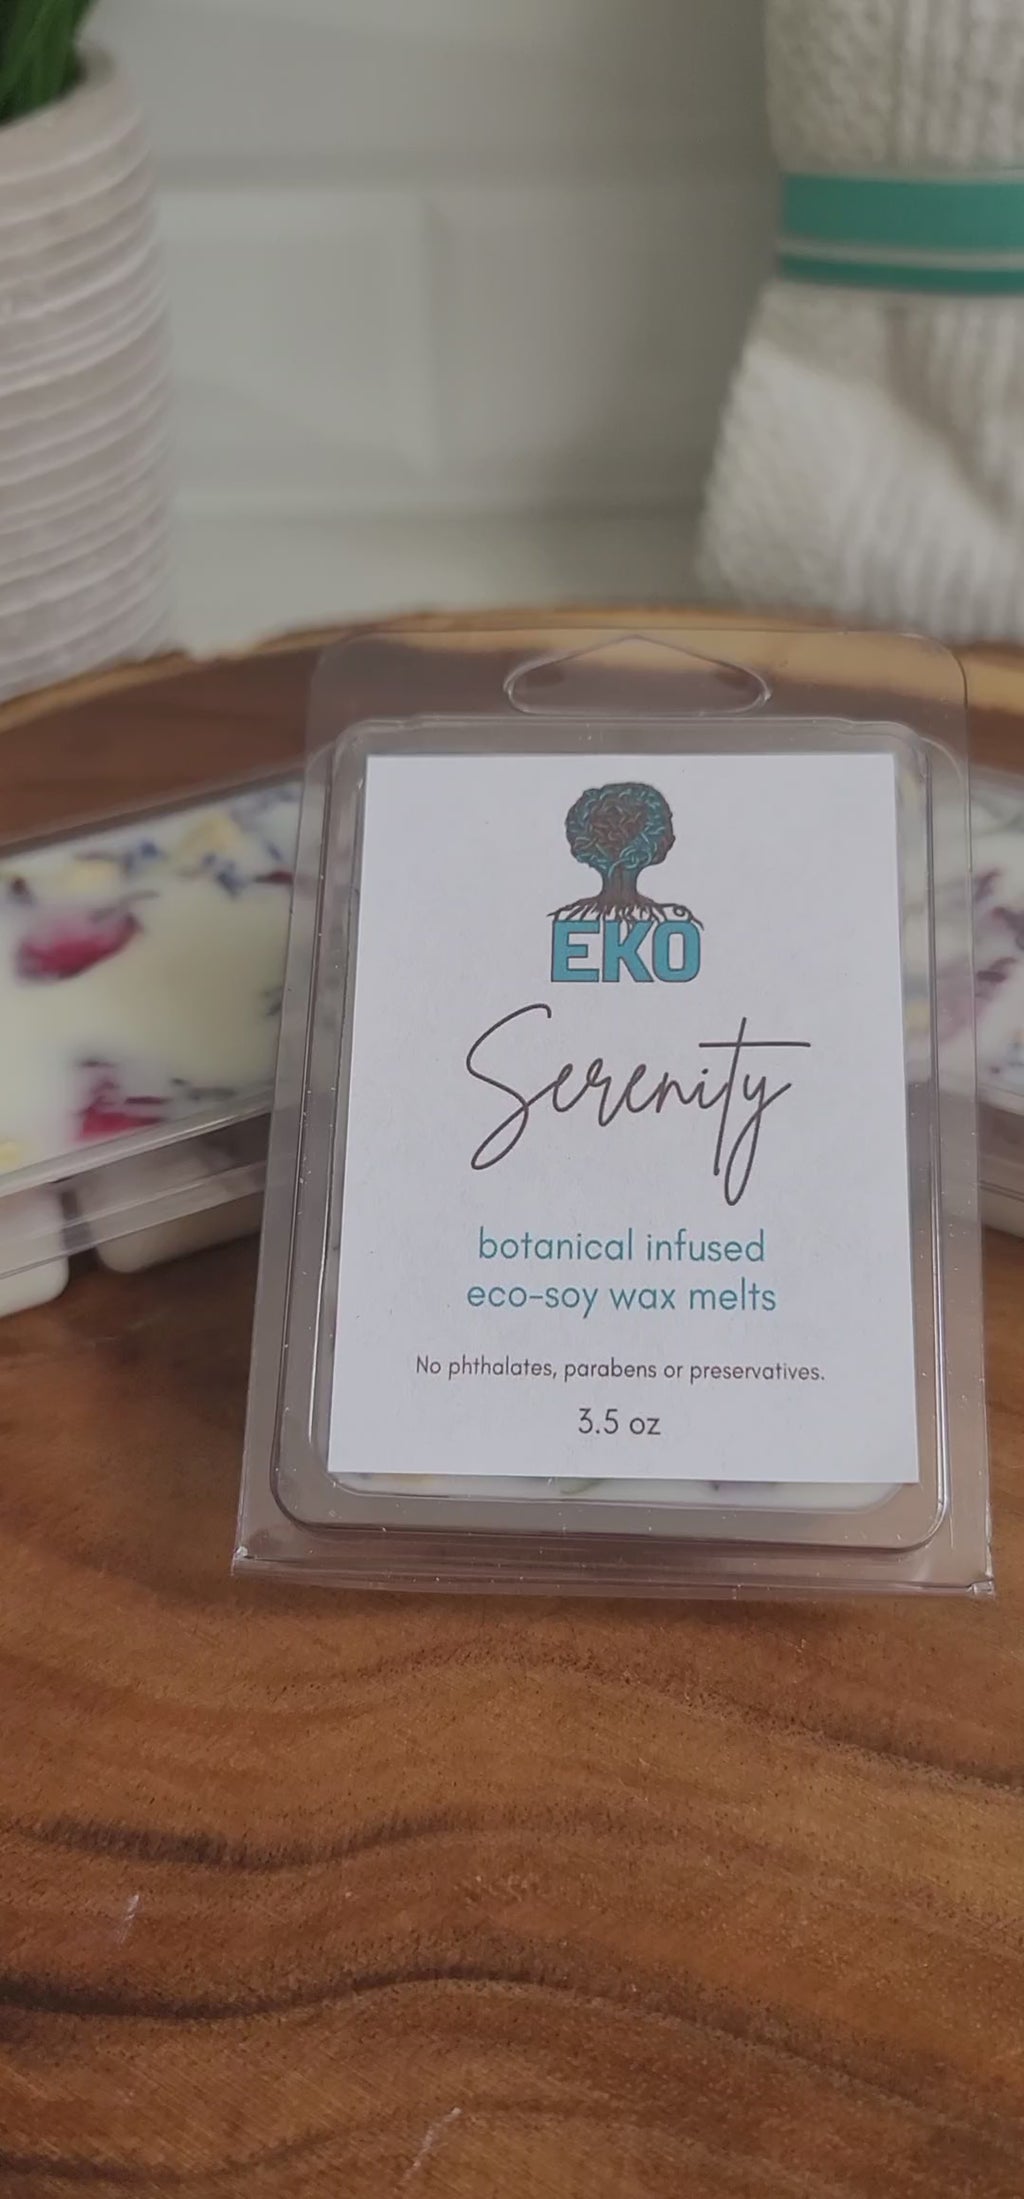 EKO
Serenity
botanical infused
eco-soy wax melts
No phthalates, parabens or preservatives.
3.5 oz